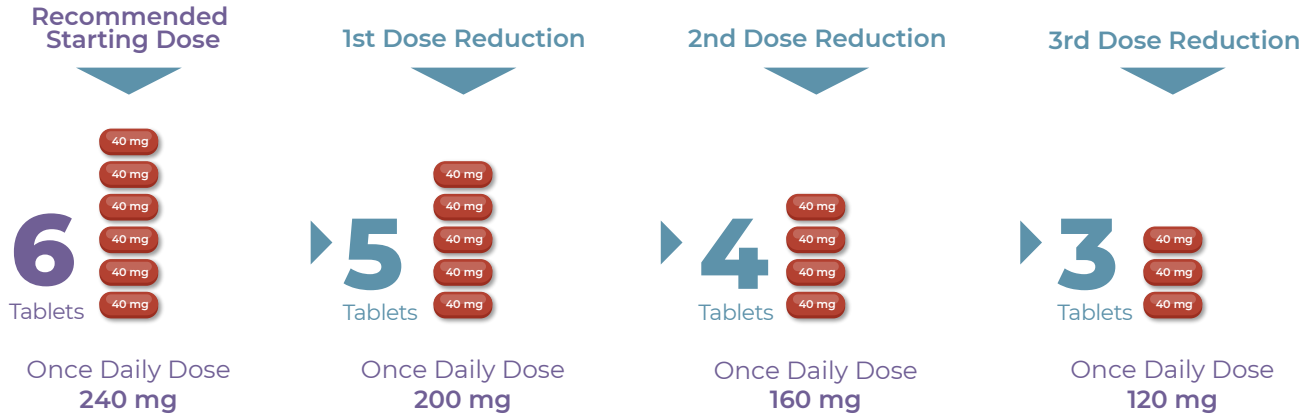 Recommended
Starting Dose
40 mg
40 mg
40 mg
40 mg
40 mg
40 mg
6
Tablets
Once Daily Dose
240 mg
1st Dose Reduction
40 mg
40 mg
40 mg
40 mg
40 mg
5
Tablets
Once Daily Dose
200 mg
2nd Dose Reduction
40 mg
40 mg
40 mg
40 mg
4
Tablets
Once Daily Dose
160 mg
3rd Dose Reduction
40 mg
40 mg
40 mg
3
Tablets
Once Daily Dose
120 mg